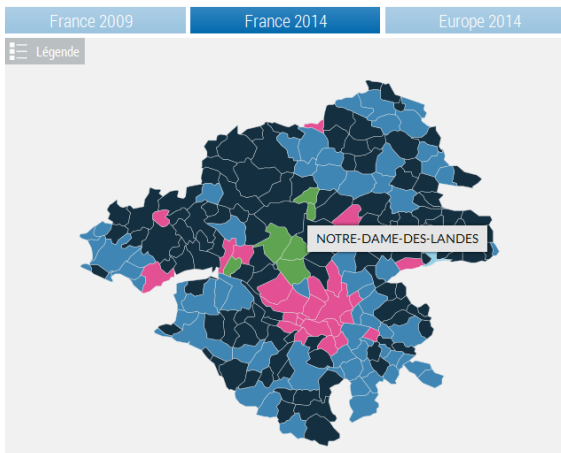 France 2009
France 2014
Europe 2014
Légende
NOTRE-DAME-DES-LANDES